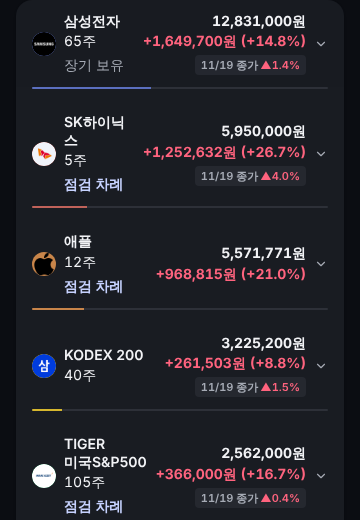 삼성전자
12,831,000원
65주
+1,649,700원 (+14.8%)
장기 보유
11/19 종가 ▲1.4%
SAMSUNG
SK하이닉
스
5,950,000원
5주
+1,252,632원 (+26.7%)
점검 차례
11/19 종가 ▲4.0%
애플
5,571,771원
12주
+968,815원 (+21.0%)
점검 차례
삼
KODEX 200
3,225,200원
40주
+261,503원 (+8.8%)
11/19 종가 ▲1.5%
TIGER
미국S&P500
2,562,000원
105주
+366,000원 (+16.7%)
점검 차례
11/19 종가 ▲0.4%